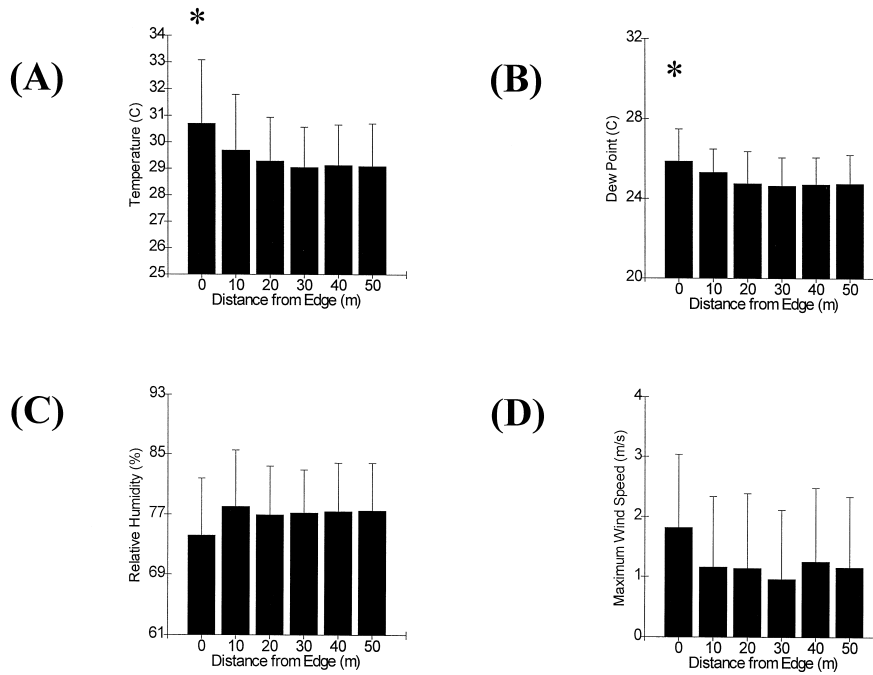 (A)
*
Temperature (C)
34
33
32
31
30
29
28
27
26
25
0 10 20 30 40 50
Distance from Edge (m)
(B)
*
Dew Point (C)
32
28
24
20
0 10 20 30 40 50
Distance from Edge (m)
(C)
Relative Humidity (%)
93
85
77
69
61
0 10 20 30 40 50
Distance from Edge (m)
(D)
Maximum Wind Speed (m/s)
4
3
2
1
0
0 10 20 30 40 50
Distance from Edge (m)